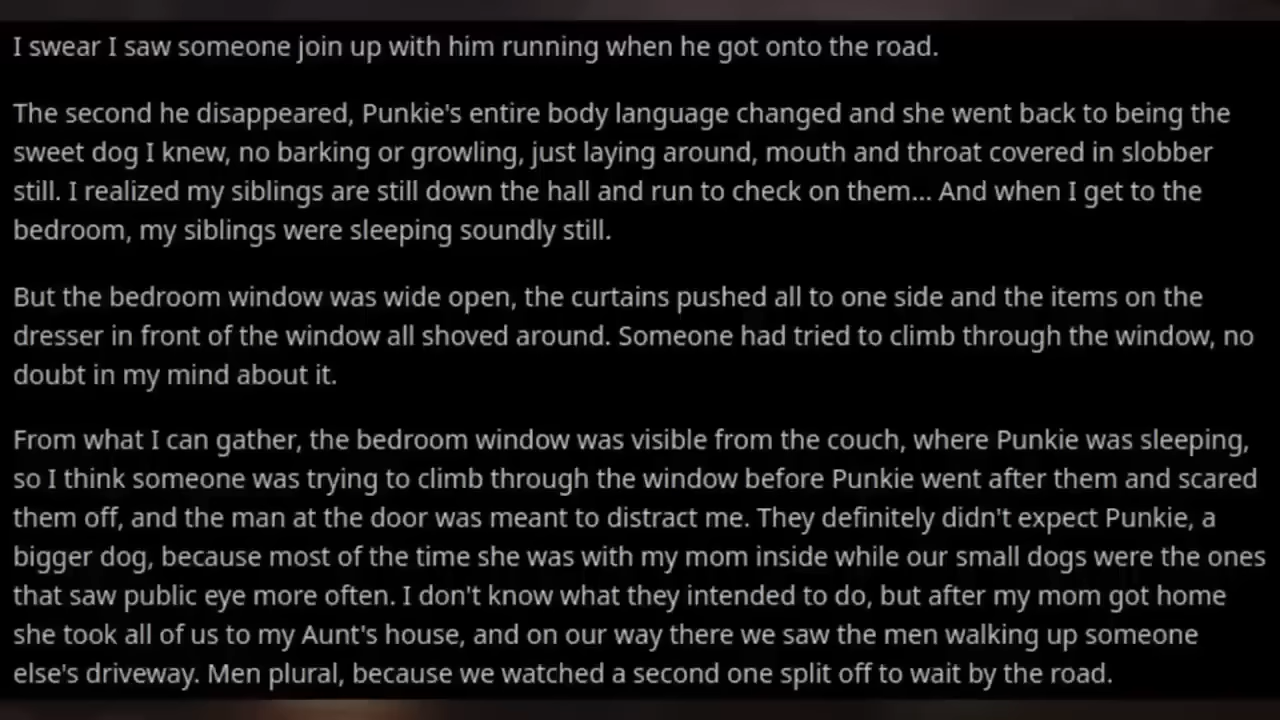 I swear I saw someone join up with him running when he got onto the road.
The second he disappeared, Punkie's entire body language changed and she went back to being the
sweet dog I knew, no barking or growling, just laying around, mouth and throat covered in slobber
still. I realized my siblings are still down the hall and run to check on them... And when I get to the
bedroom, my siblings were sleeping soundly still.
But the bedroom window was wide open, the curtains pushed all to one side and the items on the
dresser in front of the window all shoved around. Someone had tried to climb through the window, no
doubt in my mind about it.
From what I can gather, the bedroom window was visible from the couch, where Punkie was sleeping,
so I think someone was trying to climb through the window before Punkie went after them and scared
them off, and the man at the door was meant to distract me. They definitely didn't expect Punkie, a
bigger dog, because most of the time she was with my mom inside while our small dogs were the ones
that saw public eye more often. I don't know what they intended to do, but after my mom got home
she took all of us to my Aunt's house, and on our way there we saw the men walking up someone
else's driveway. Men plural, because we watched a second one split off to wait by the road.